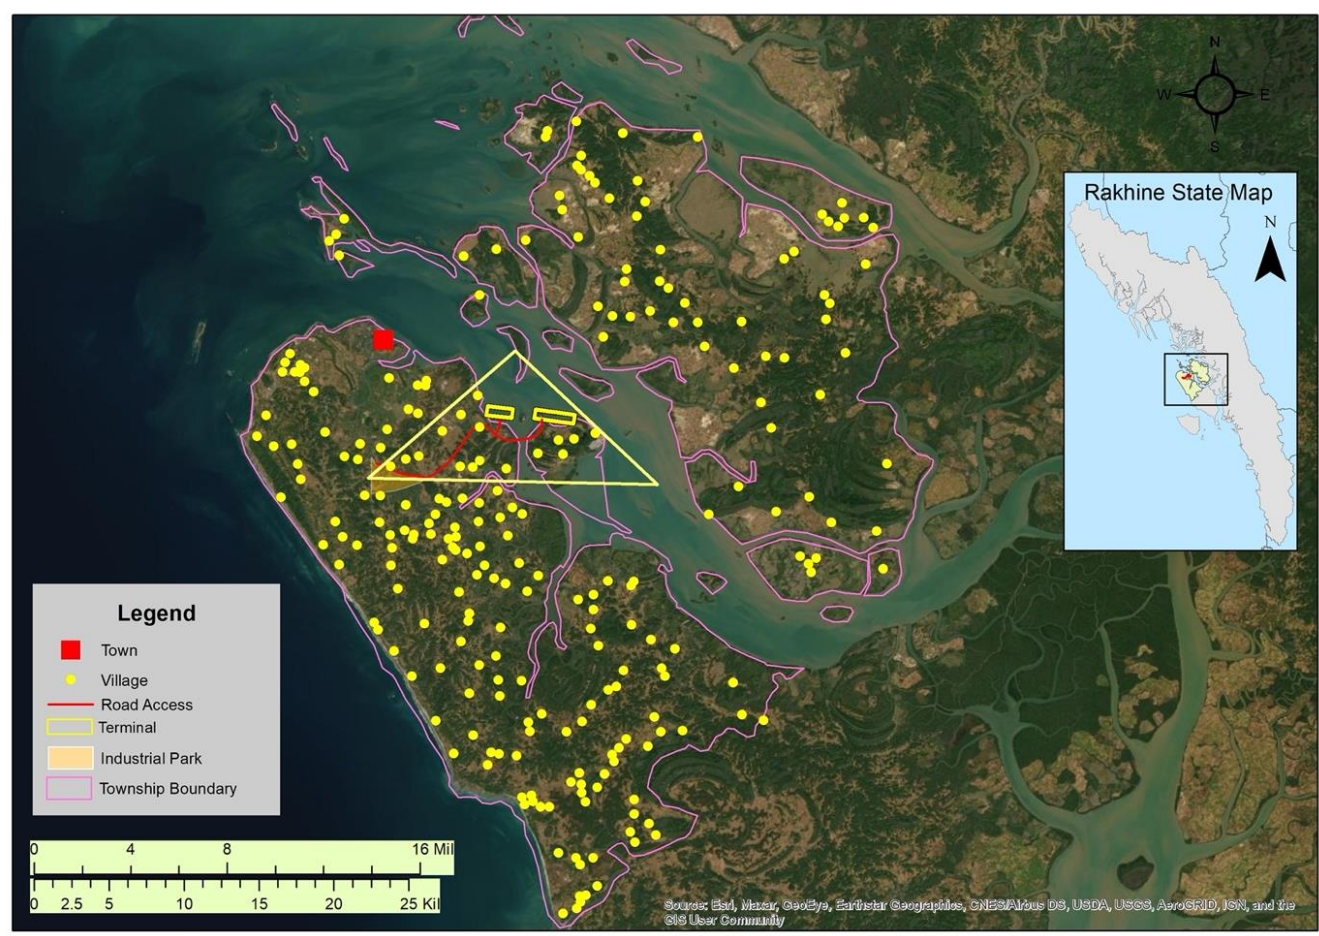 N
W E
S
Rakhine State Map
N
Legend
Town
Village
Road Access
Terminal
Industrial Park
Township Boundary
0 4 8 16 Mil
0 2.5 5 10 15 20 25 Kil
Source: Esri, Maxar, GeoEye, Earthstar Geographics, CNES/Airbus DS, USDA, USGS, AeroGRID, IGN, and the
GIS User Community